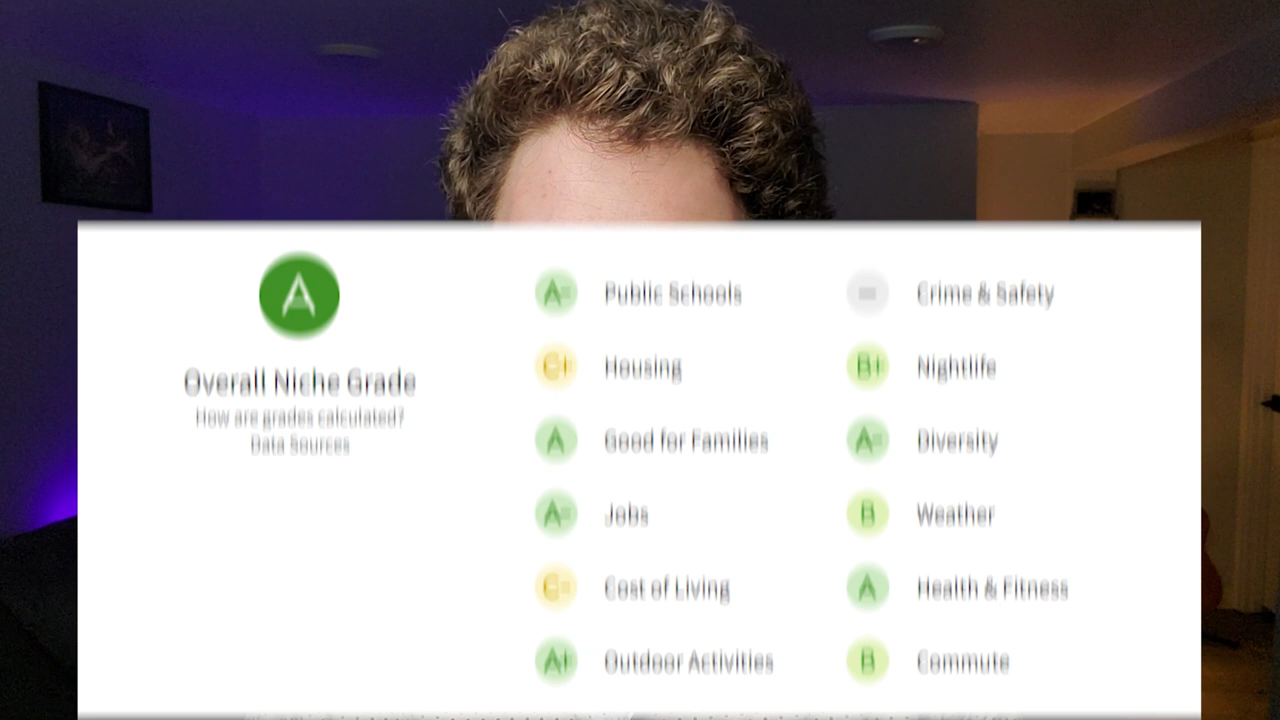 A
Overall Niche Grade
How are grades calculated?
Data Sources
A- Public Schools
C+ Housing
A Good for Families
A- Jobs
C- Cost of Living
A+ Outdoor Activities
– Crime & Safety
B+ Nightlife
A- Diversity
B Weather
A Health & Fitness
B Commute